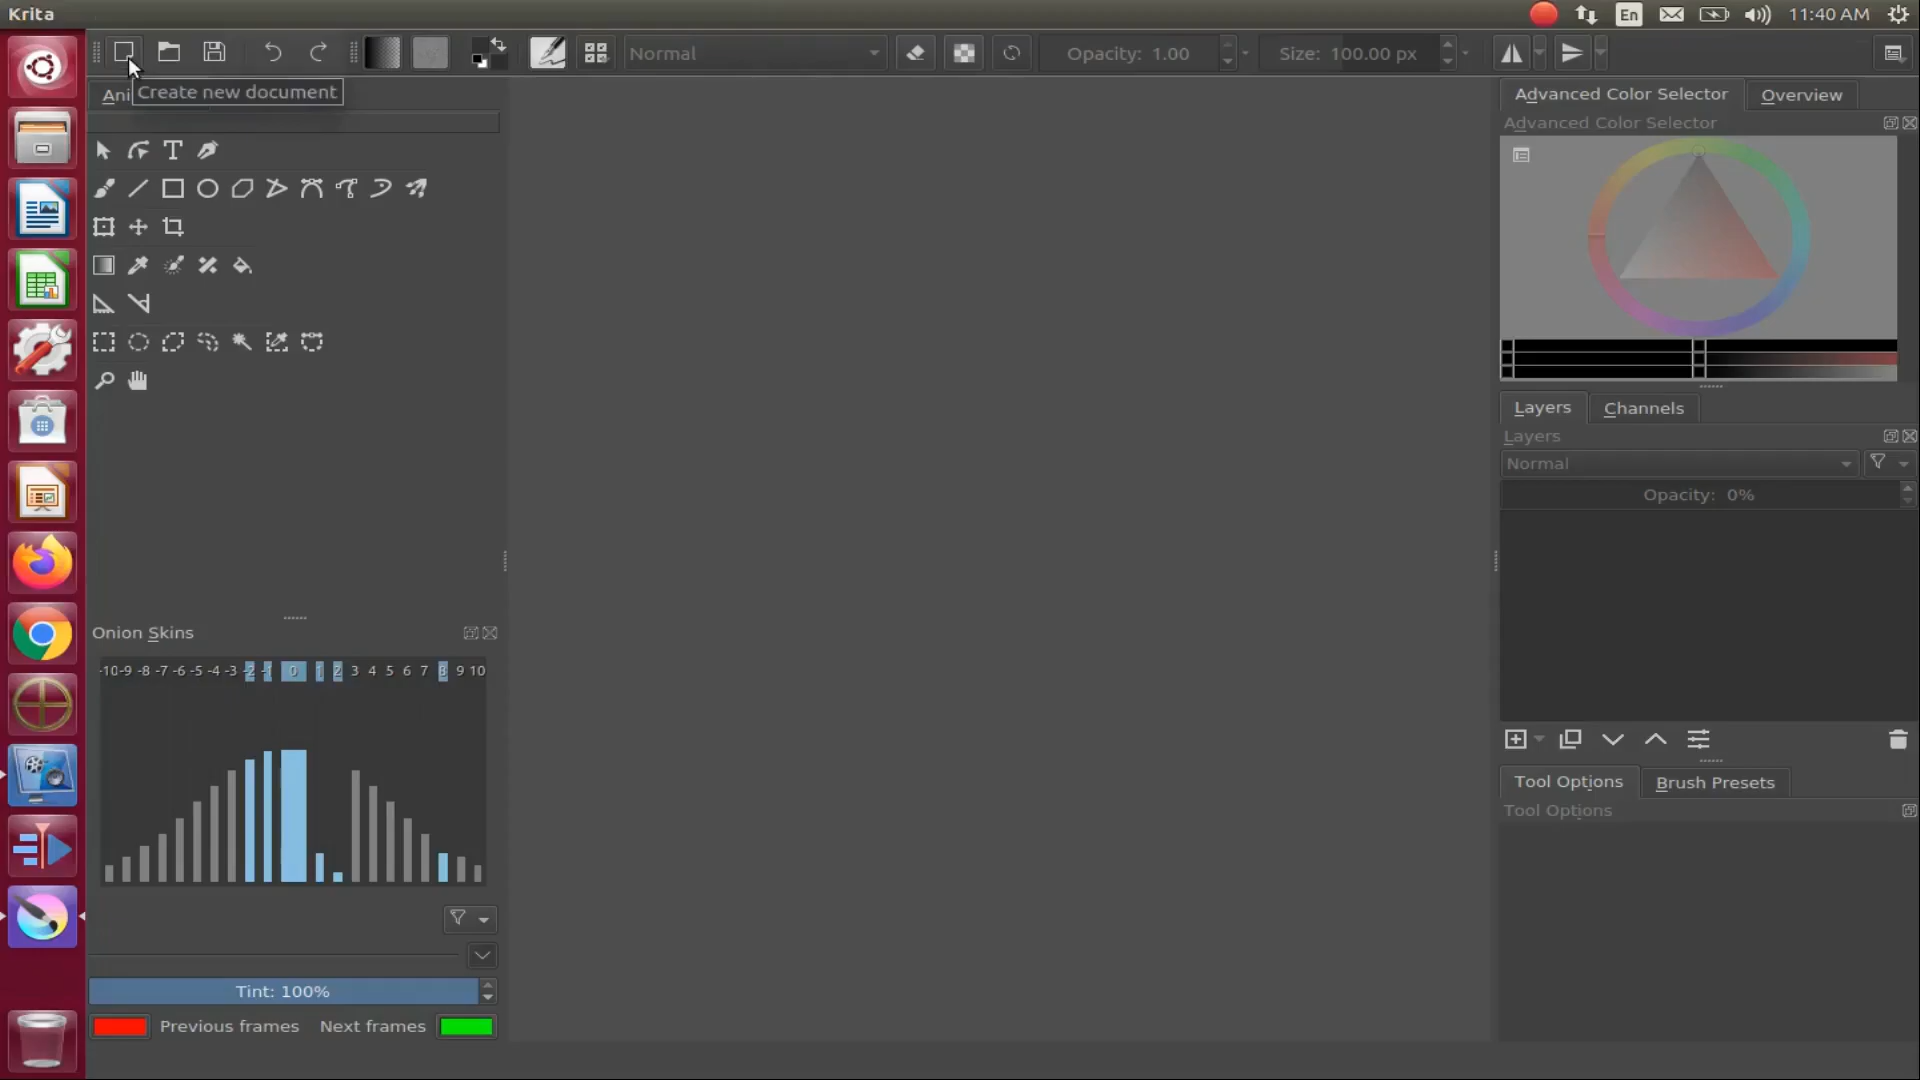 Krita
En
11:40 AM
Normal
Opacity: 1.00
Size: 100.00 px
Ani
Create new document
Advanced Color Selector
Overview
Advanced Color Selector
Layers
Channels
Layers
Normal
Opacity: 0%
Onion Skins
-10 -9 -8 -7 -6 -5 -4 -3 -2 -1 0 1 2 3 4 5 6 7 8 9 10
Tool Options
Brush Presets
Tool Options
Tint: 100%
Previous frames
Next frames